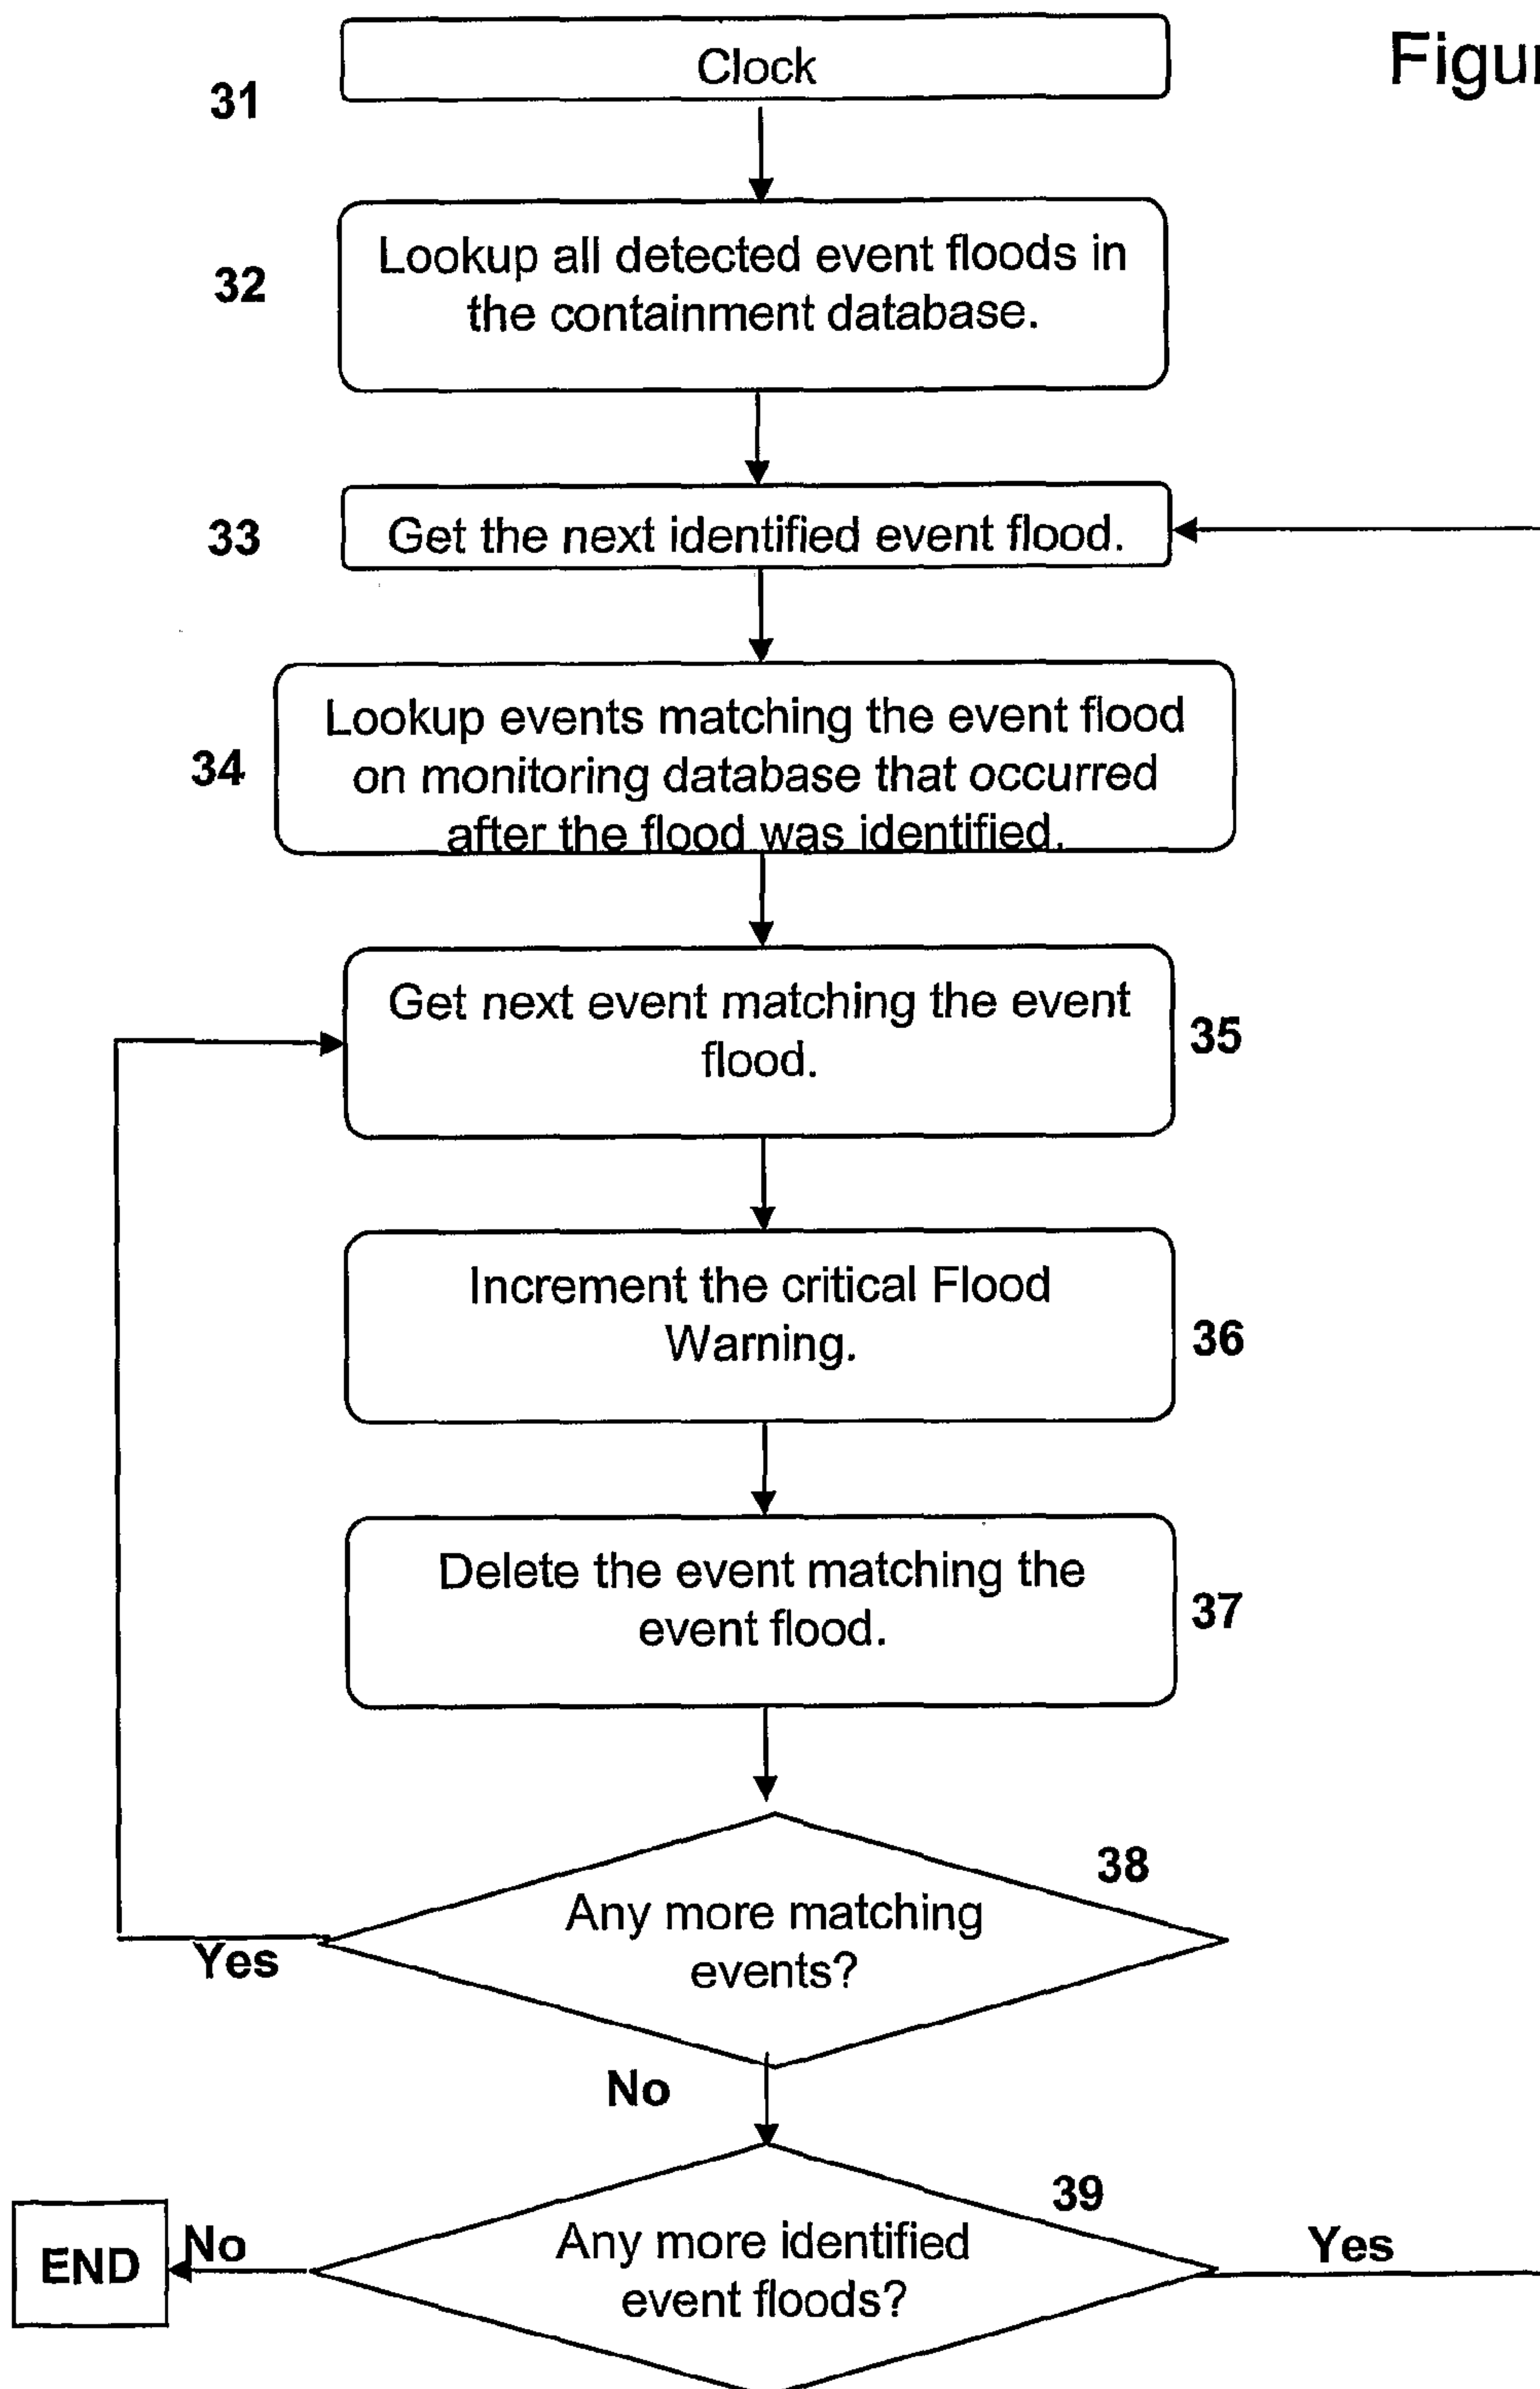 Clock
31
32
Lookup all detected event floods in
the containment database.
33
Get the next identified event flood.
34
Lookup events matching the event flood
on monitoring database that occurred
after the flood was identified.
Get next event matching the event
flood.
35
Increment the critical Flood
Warning.
36
Delete the event matching the
event flood.
37
38
Any more matching
events?
Yes
No
39
Any more identified
event floods?
END
No
Yes